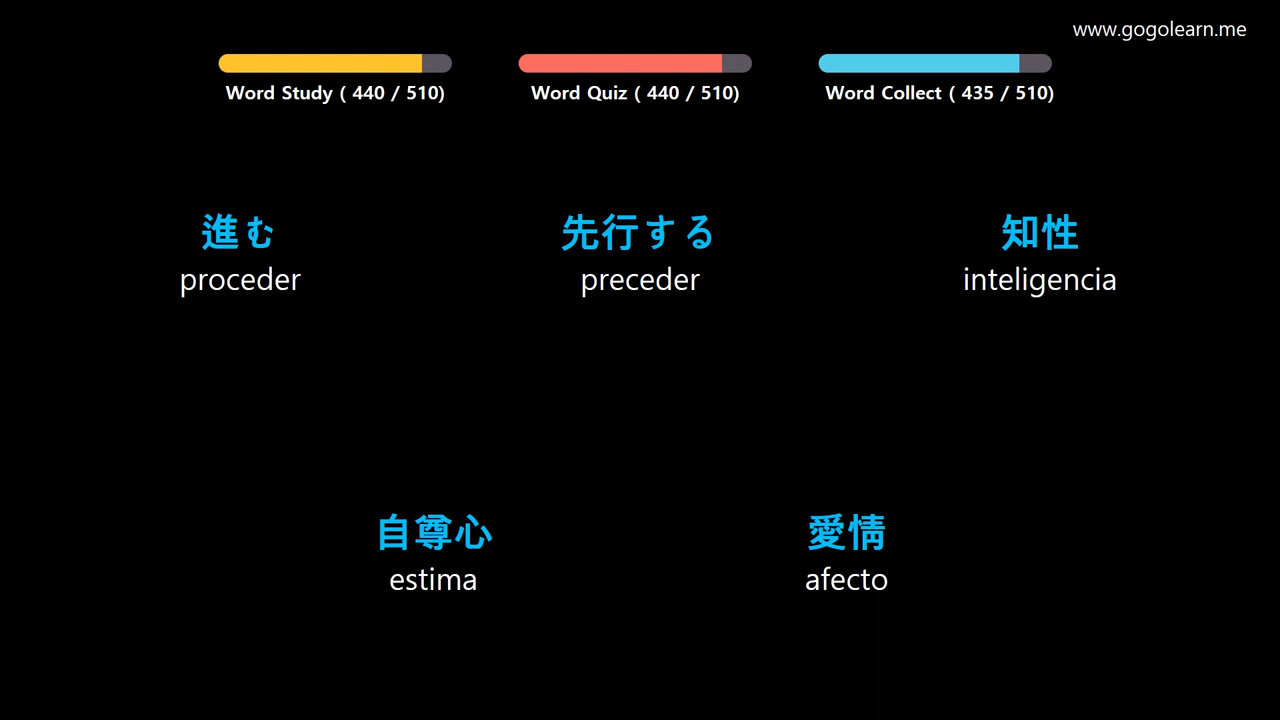 www.gogolearn.me
Word Study ( 440 / 510)
Word Quiz ( 440 / 510)
Word Collect ( 435 / 510)
進む
proceder
先行する
preceder
知性
inteligencia
自尊心
estima
愛情
afecto